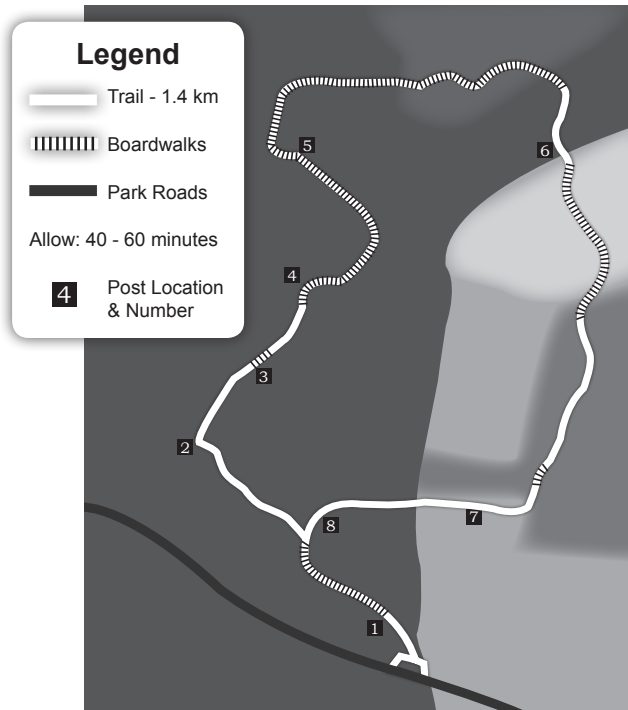 Legend
Trail - 1.4 km
Boardwalks
Park Roads
Allow: 40 - 60 minutes
4
Post Location
& Number
6
5
4
3
2
8
7
1